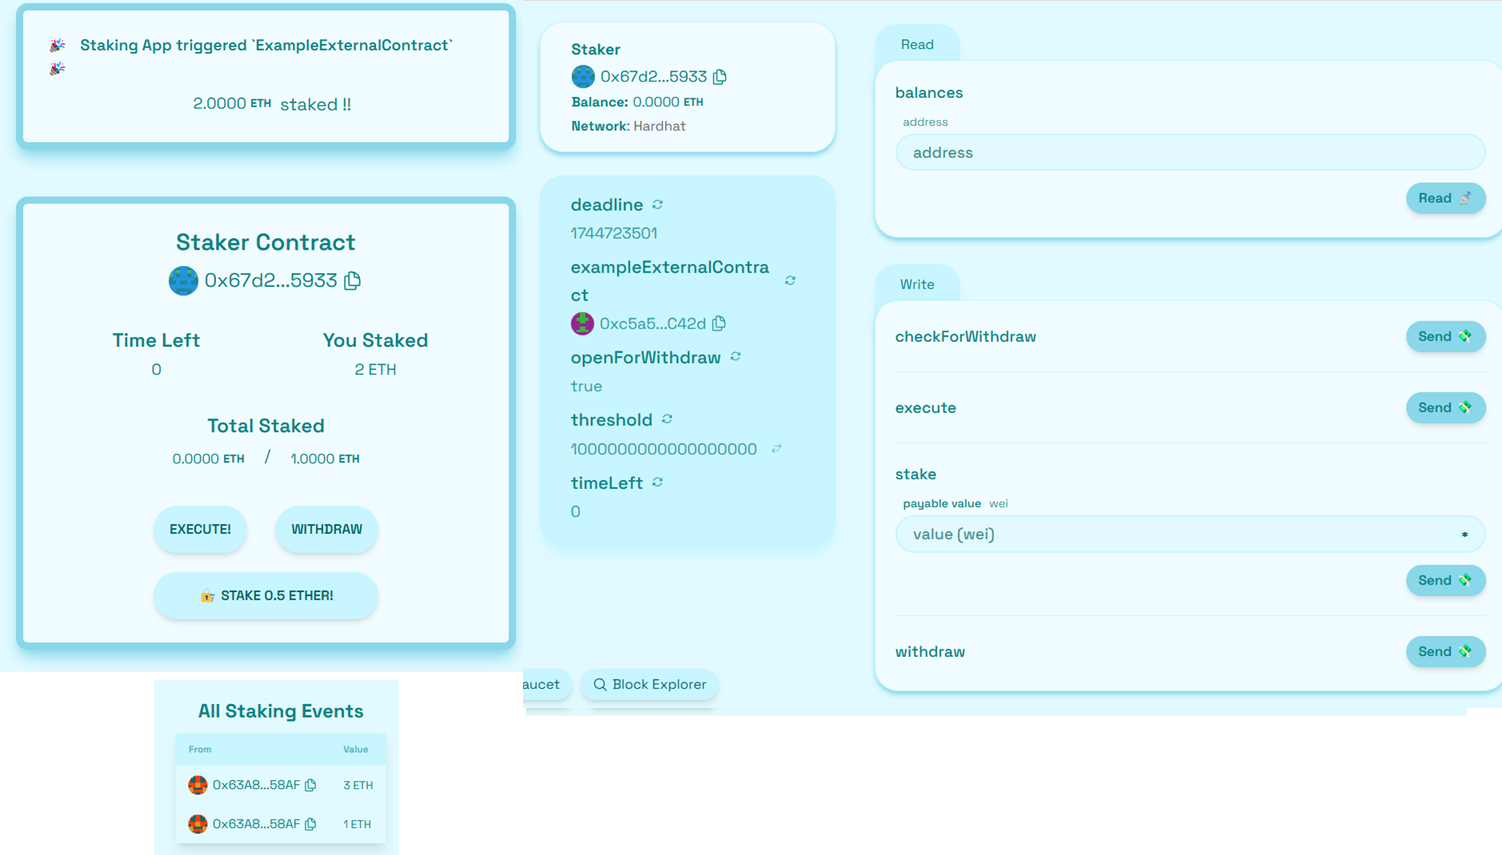 🎉 Staking App triggered `ExampleExternalContract`
🎉
2.0000 ETH staked !!
Staker Contract
0x67d2...5933
Time Left
You Staked
0
2 ETH
Total Staked
0.0000 ETH / 1.0000 ETH
EXECUTE!
WITHDRAW
🔏 STAKE 0.5 ETHER!
All Staking Events
From Value
0x63A8...58AF 3 ETH
0x63A8...58AF 1 ETH
Staker
0x67d2...5933
Balance: 0.0000 ETH
Network: Hardhat
deadline
1744723501
exampleExternalContra
ct
0xc5a5...C42d
openForWithdraw
true
threshold
1000000000000000000
timeLeft
0
aucet
Block Explorer
Read
balances
address
address
Read 📡
Write
checkForWithdraw
Send 💸
execute
Send 💸
stake
payable value wei
value (wei) *
Send 💸
withdraw
Send 💸